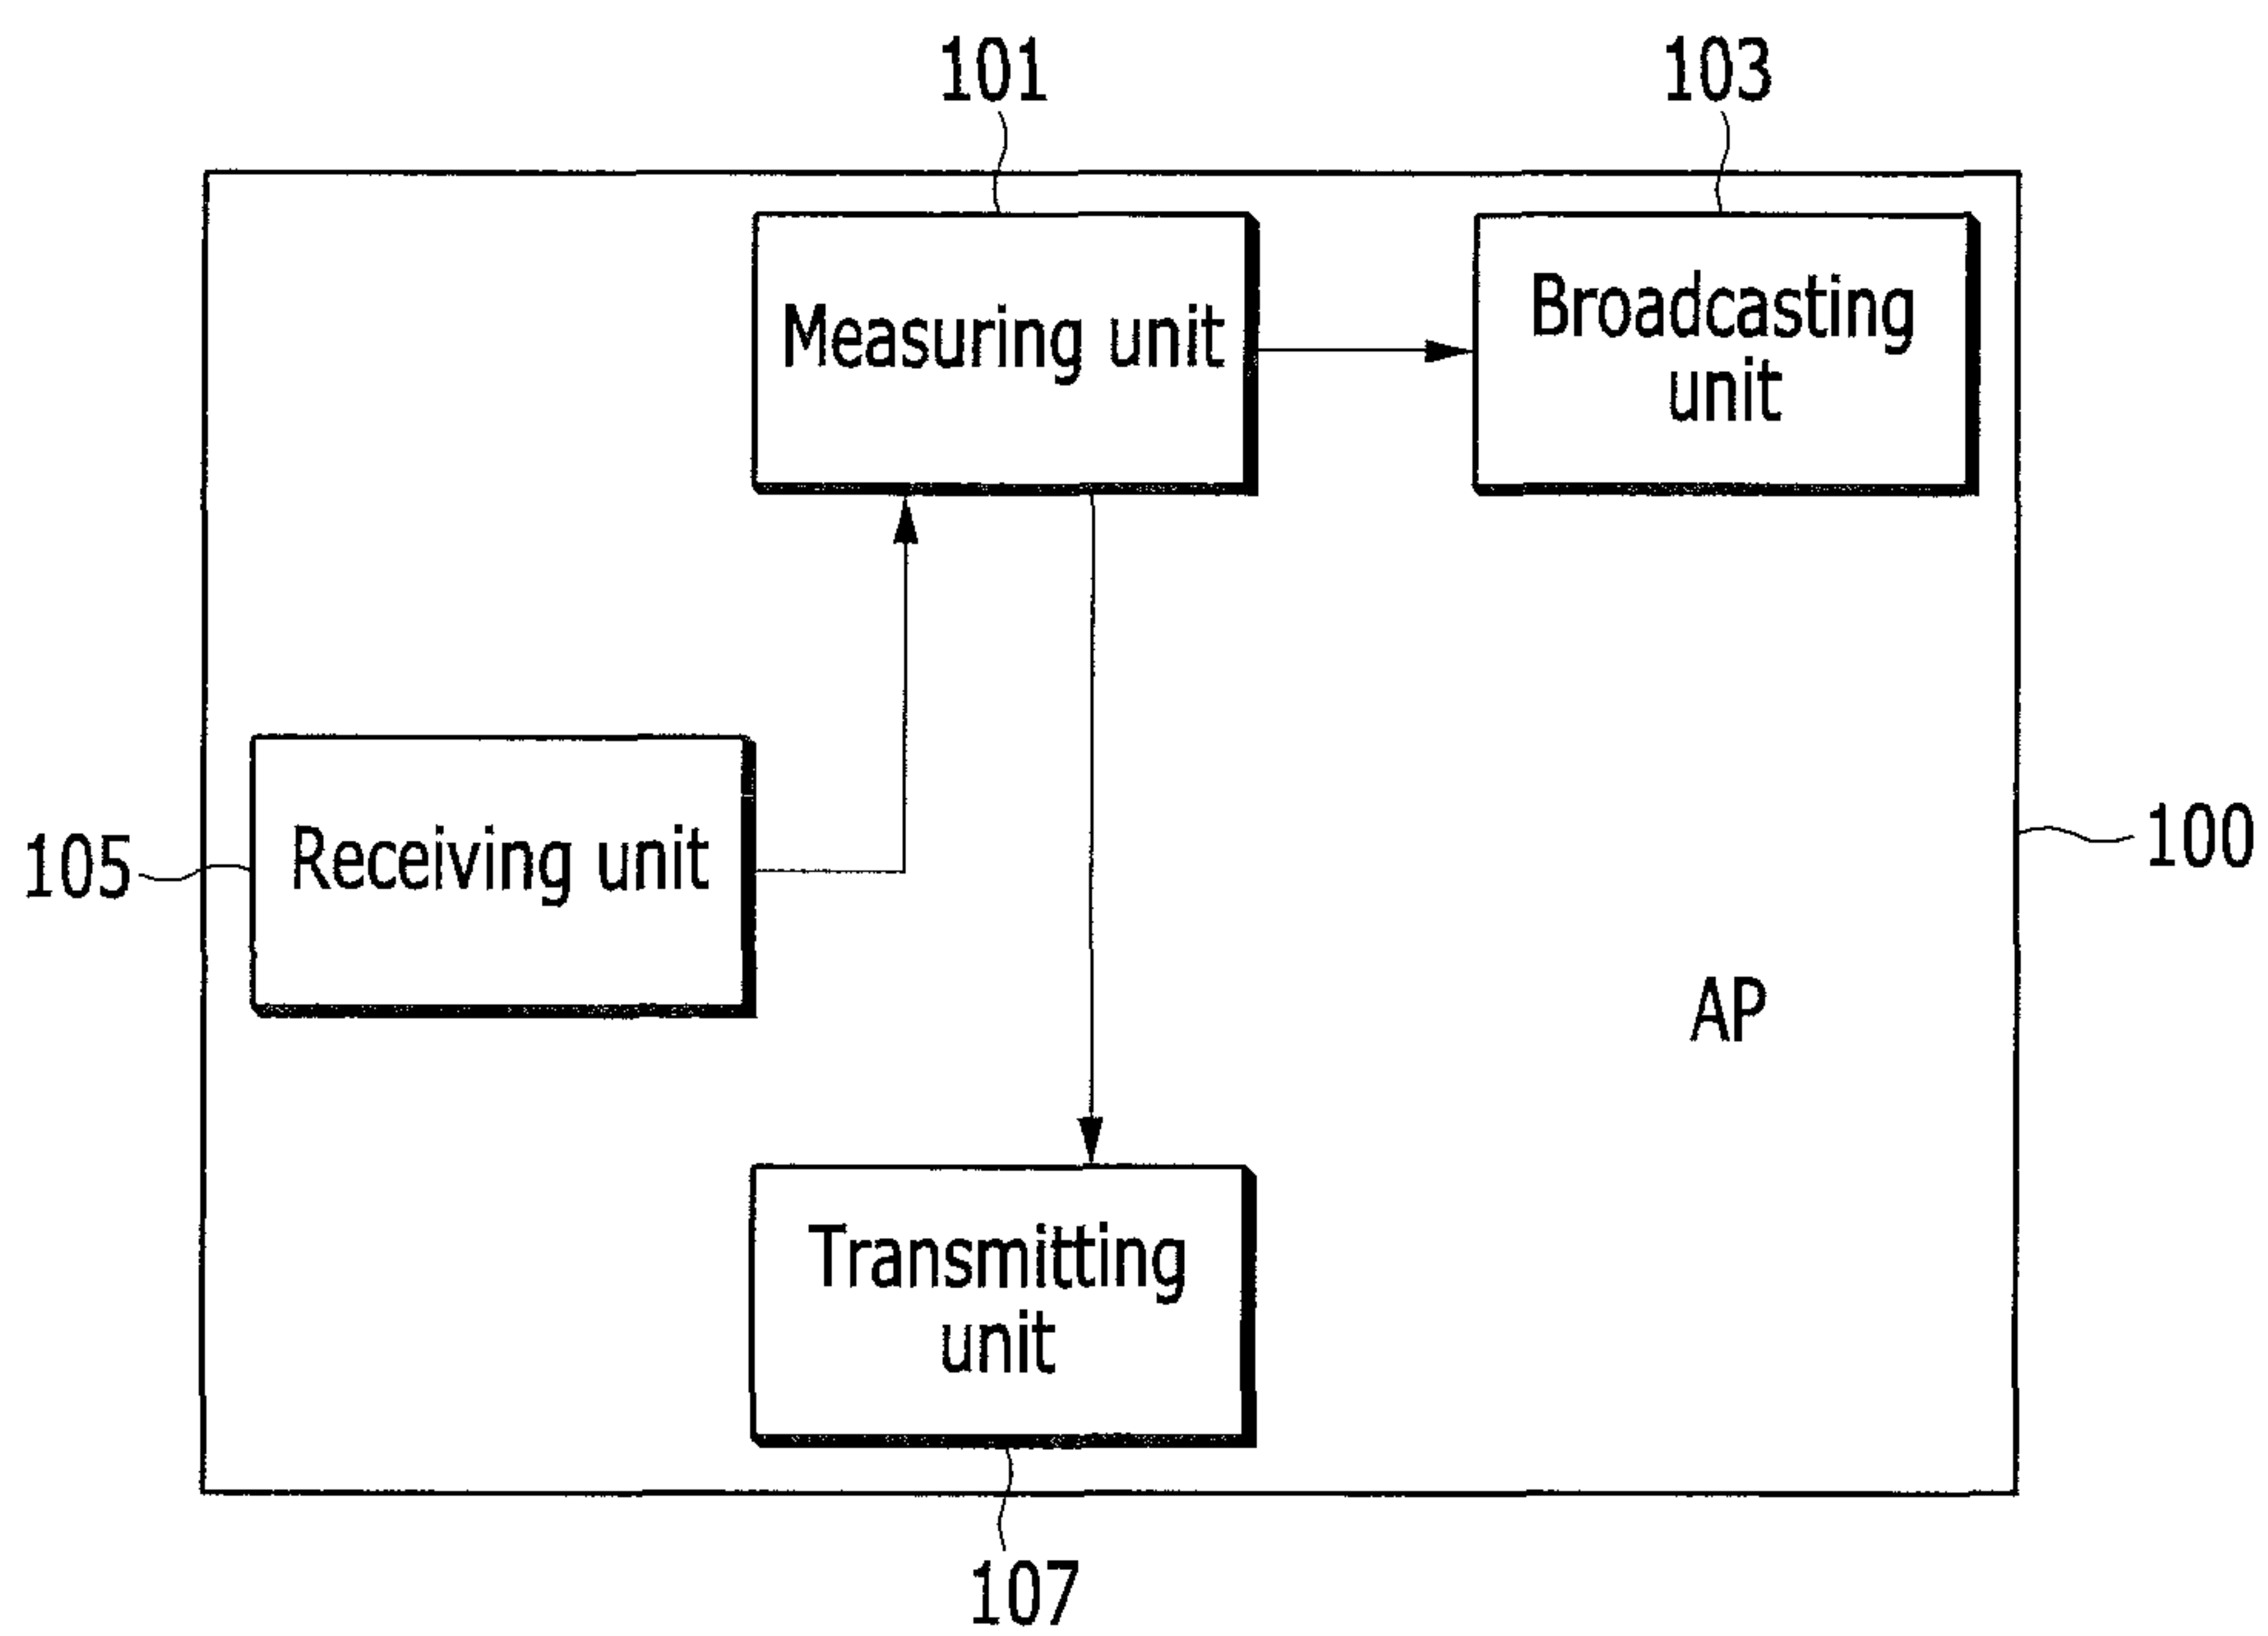 101
103
Measuring unit
Broadcasting
unit
105
Receiving unit
100
AP
Transmitting
unit
107